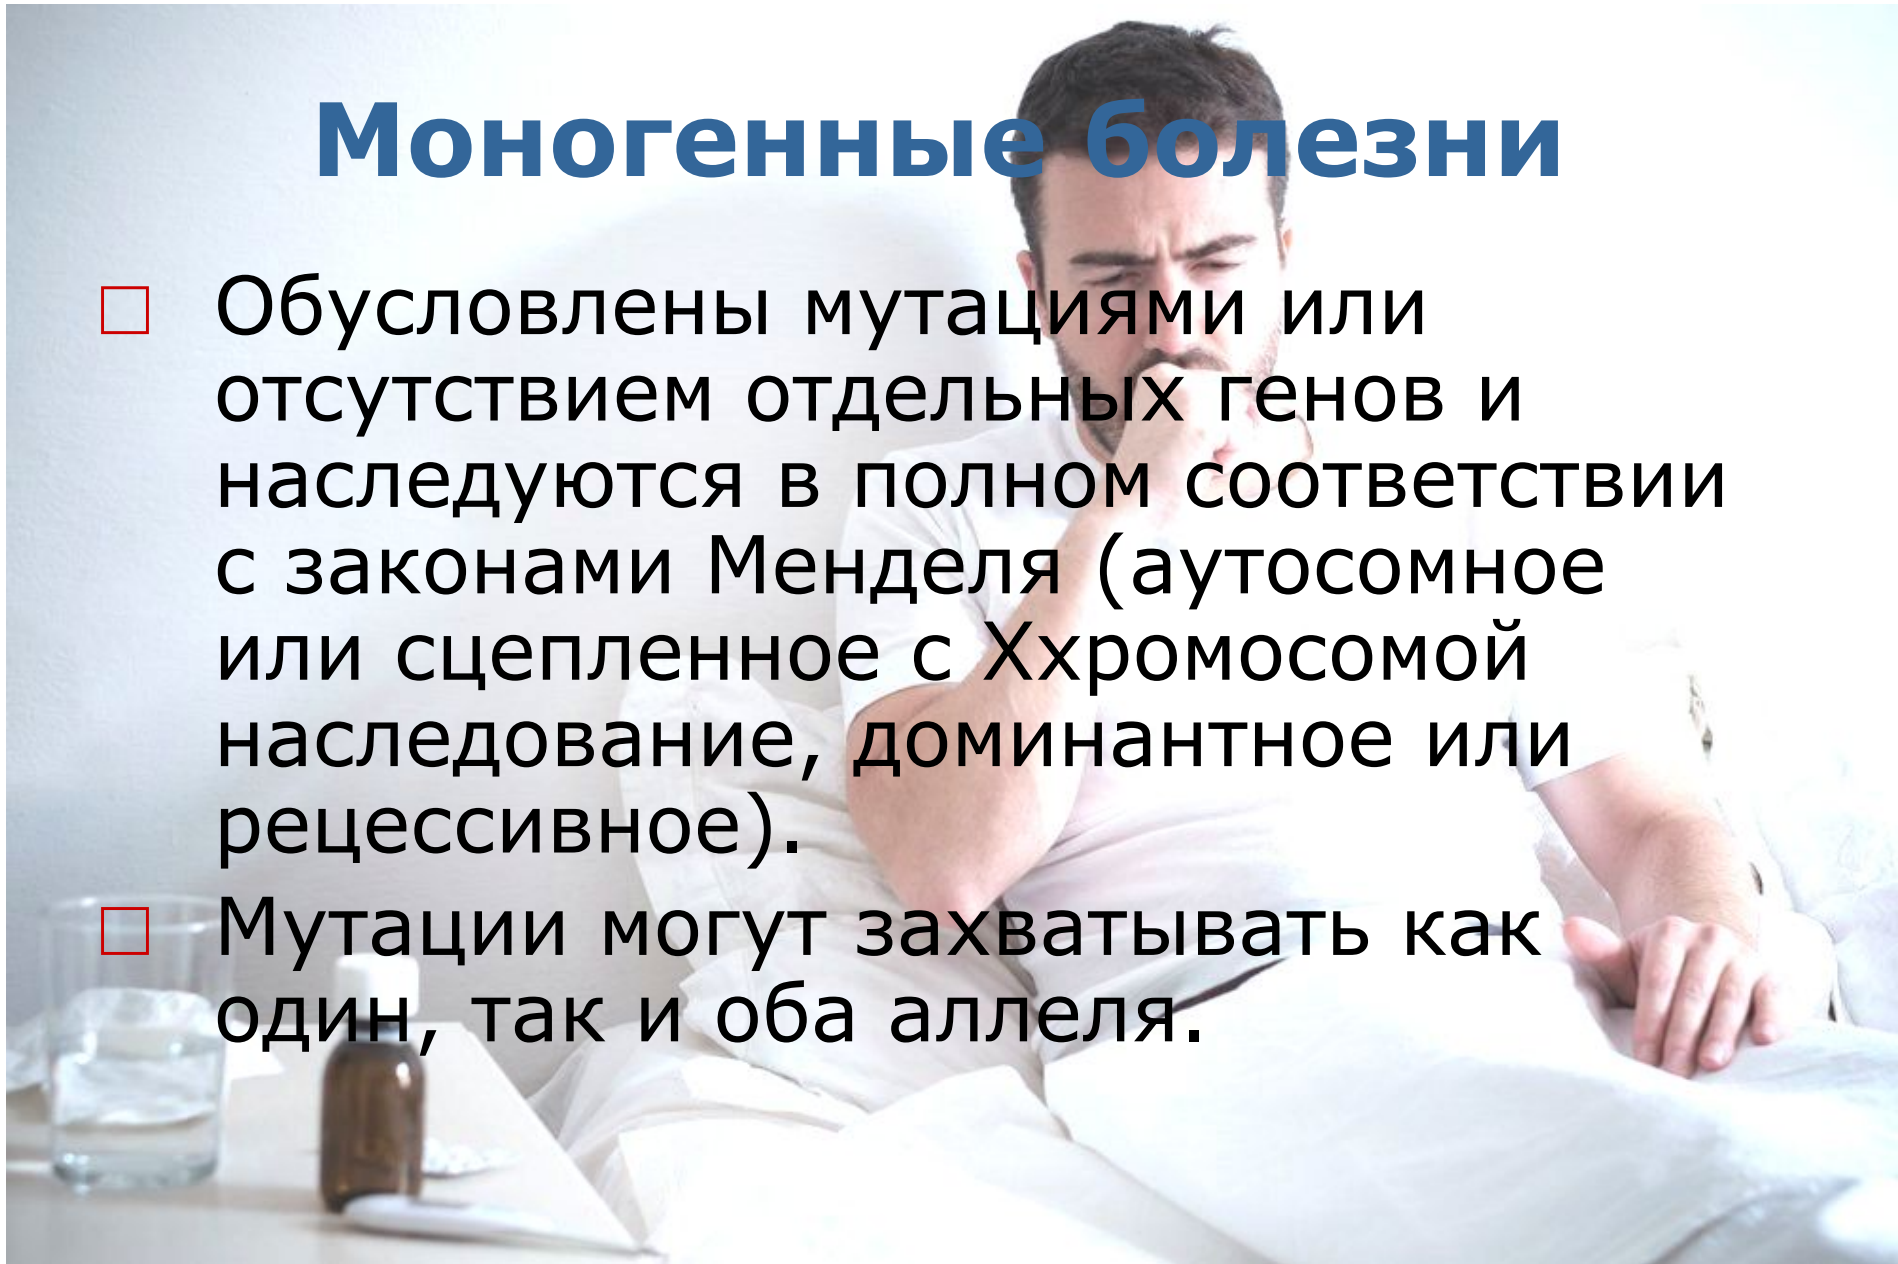 Моногенные болезни
Обусловлены мутациями или
отсутствием отдельных генов и
наследуются в полном соответствии
с законами Менделя (аутосомное
или сцепленное с Ххромосомой
наследование, доминантное или
рецессивное).
Мутации могут захватывать как
один, так и оба аллеля.